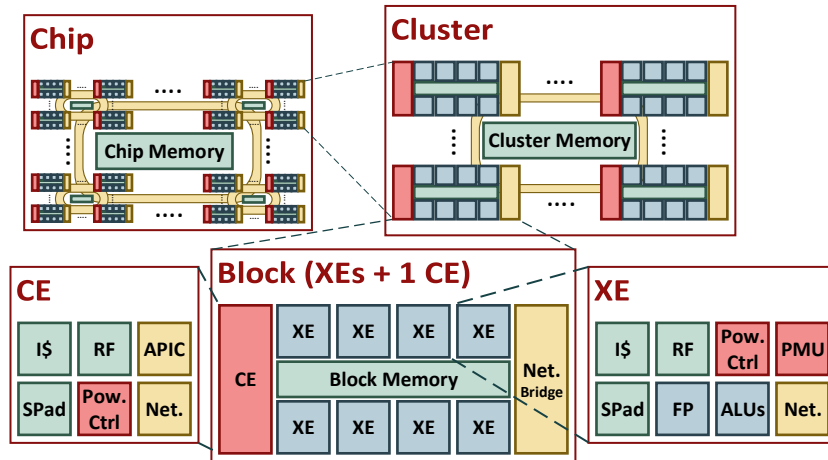 Chip
Chip Memory
Cluster
Cluster Memory
Block (XEs + 1 CE)
CE
XE
XE
XE
XE
Block Memory
XE
XE
XE
XE
Net.
Bridge
CE
I$
RF
APIC
SPad
Pow.
Ctrl
Net.
XE
I$
RF
Pow.
Ctrl
PMU
SPad
FP
ALUs
Net.